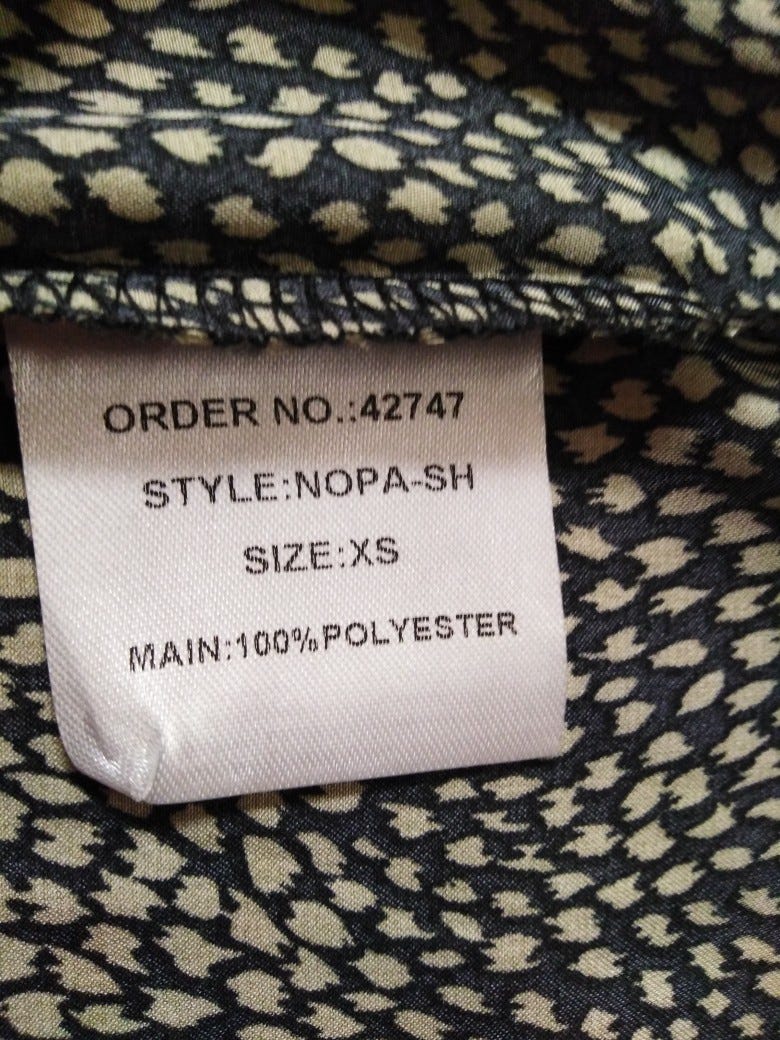 ORDER NO.:42747
STYLE:NOPA-SH
SIZE:XS
MAIN:100%POLYESTER